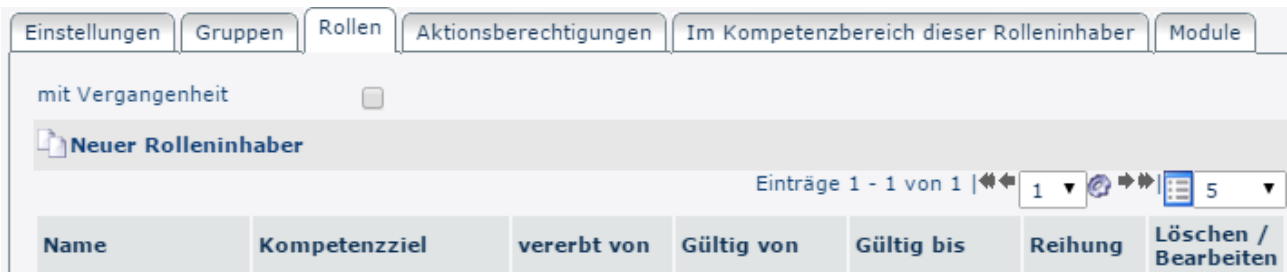 Einstellungen Gruppen Rollen Aktionsberechtigungen Im Kompetenzbereich dieser Rolleninhaber Module
mit Vergangenheit
Neuer Rolleninhaber
Einträge 1 - 1 von 1 | 1 | 5
Name Kompetenzziel vererbt von Gültig von Gültig bis Reihung Löschen /
Bearbeiten